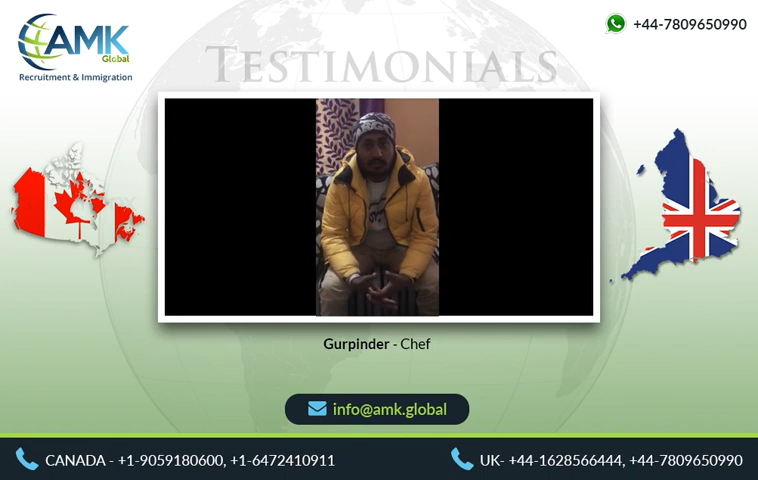 AMK
Global
Recruitment & Immigration
+44-7809650990
TESTIMONIALS
Gurpinder - Chef
info@amk.global
CANADA - +1-9059180600, +1-6472410911
UK- +44-1628566444, +44-7809650990